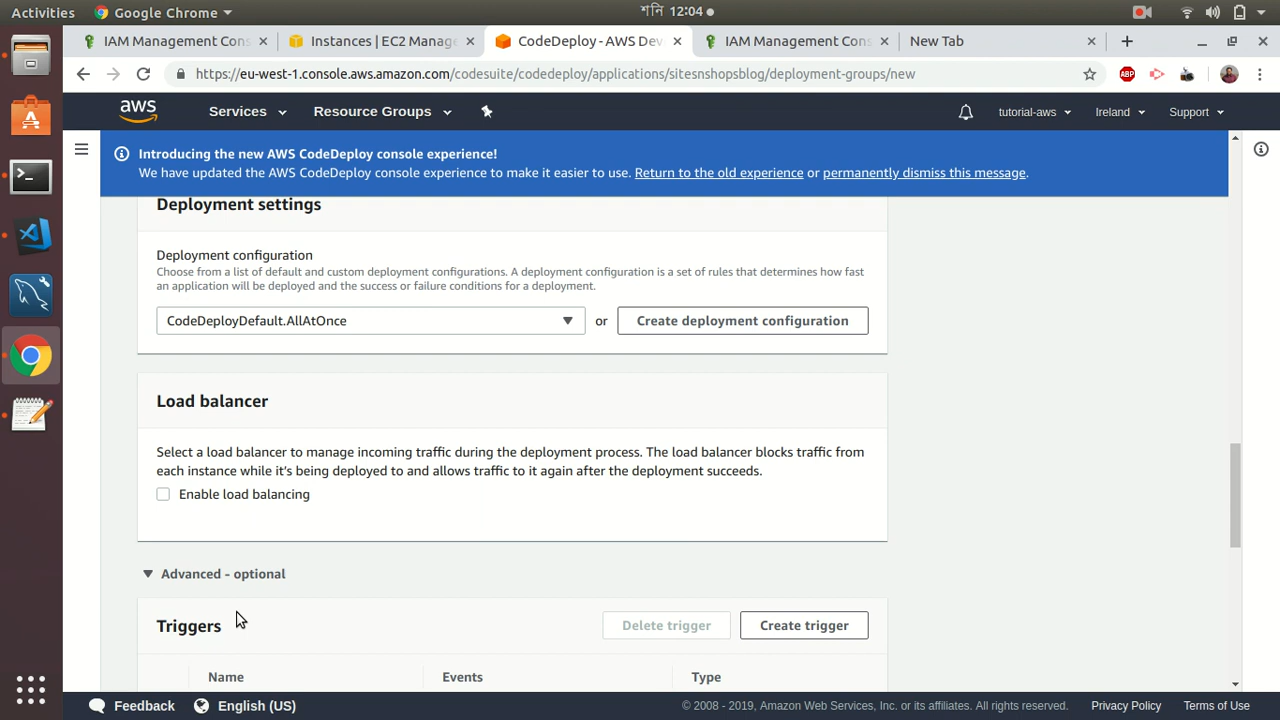 Activities
Google Chrome
শনি 12:04
IAM Management Cons
Instances | EC2 Manage
CodeDeploy - AWS Dev
IAM Management Cons
New Tab
https://eu-west-1.console.aws.amazon.com/codesuite/codedeploy/applications/sitesnshopsblog/deployment-groups/new
ABP
aws
Services
Resource Groups
tutorial-aws
Ireland
Support
Introducing the new AWS CodeDeploy console experience!
We have updated the AWS CodeDeploy console experience to make it easier to use. Return to the old experience or permanently dismiss this message.
Deployment settings
Deployment configuration
Choose from a list of default and custom deployment configurations. A deployment configuration is a set of rules that determines how fast
an application will be deployed and the success or failure conditions for a deployment.
CodeDeployDefault.AllAtOnce
or
Create deployment configuration
Load balancer
Select a load balancer to manage incoming traffic during the deployment process. The load balancer blocks traffic from
each instance while it's being deployed to and allows traffic to it again after the deployment succeeds.
Enable load balancing
Advanced - optional
Triggers
Delete trigger
Create trigger
Name
Events
Type
Feedback
English (US)
© 2008 - 2019, Amazon Web Services, Inc. or its affiliates. All rights reserved.
Privacy Policy
Terms of Use